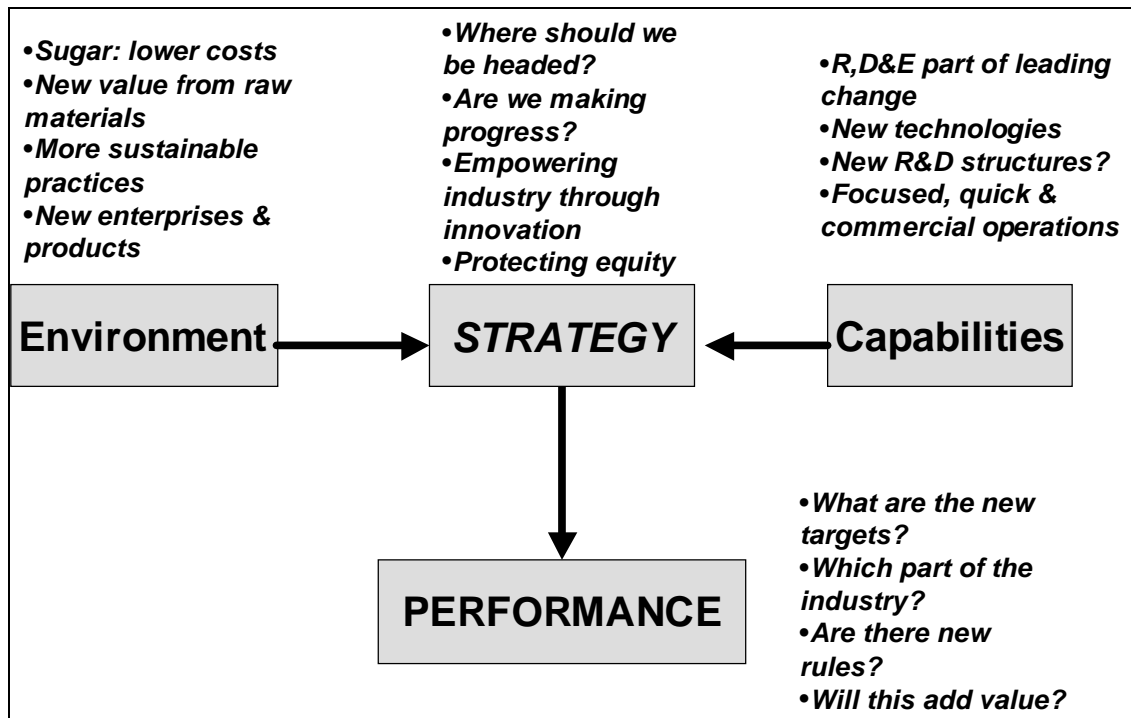 •Sugar: lower costs
•New value from raw
materials
•More sustainable
practices
•New enterprises &
products
•Where should we
be headed?
•Are we making
progress?
•Empowering
industry through
innovation
•Protecting equity
•R,D&E part of leading
change
•New technologies
•New R&D structures?
•Focused, quick &
commercial operations
Environment
STRATEGY
Capabilities
PERFORMANCE
•What are the new
targets?
•Which part of the
industry?
•Are there new
rules?
•Will this add value?